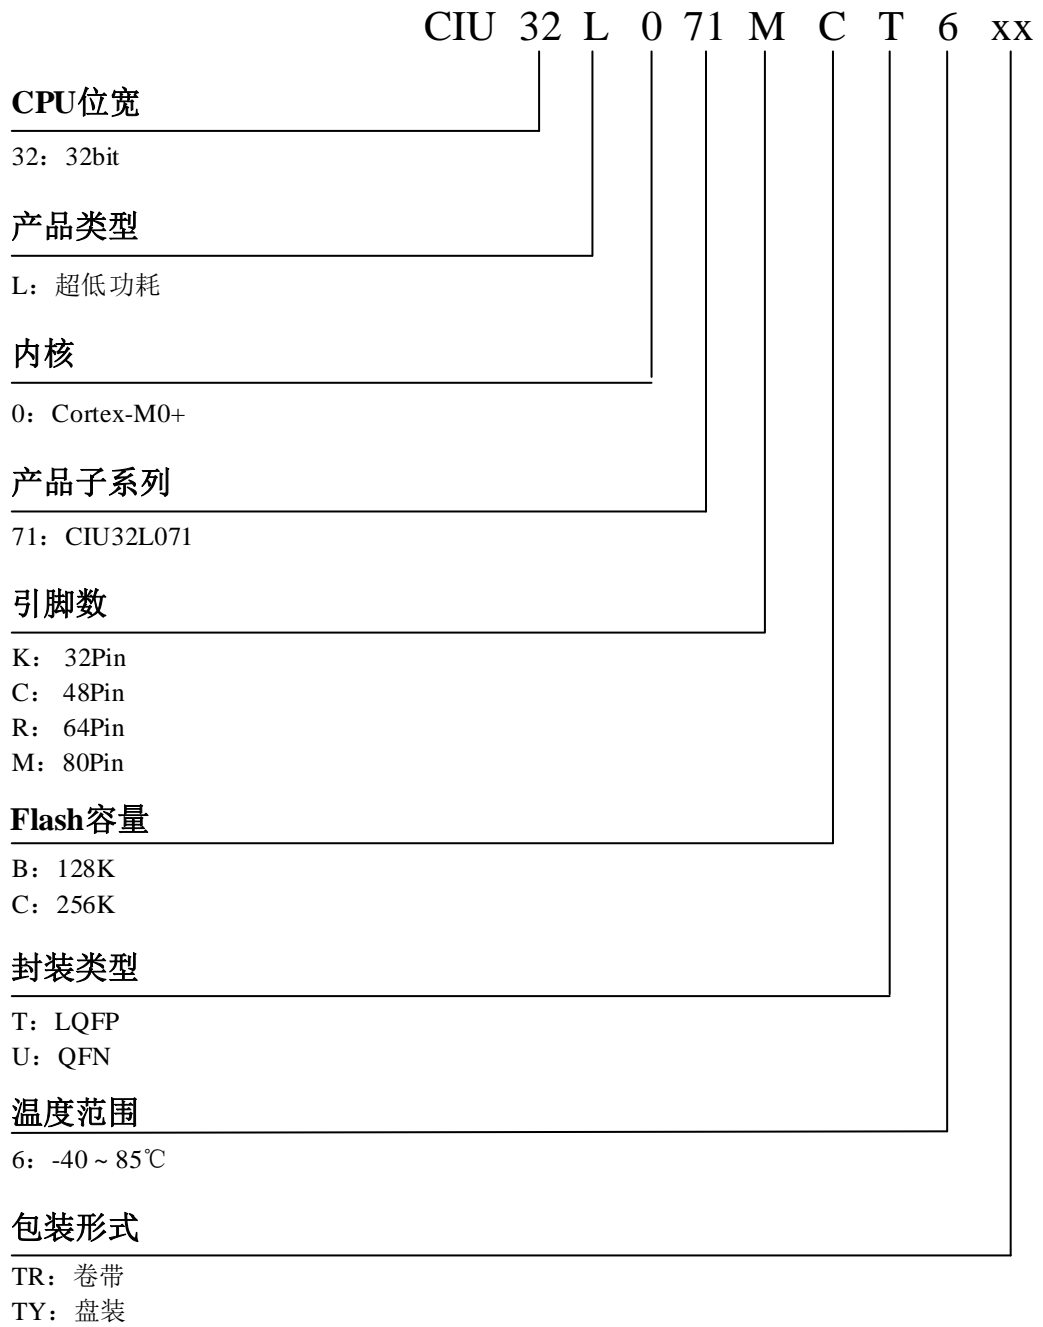 CIU 32 L 0 71 M C T 6 xx
CPU位宽
32：32bit
产品类型
L：超低功耗
内核
0：Cortex-M0+
产品子系列
71：CIU32L071
引脚数
K： 32Pin
C： 48Pin
R： 64Pin
M：80Pin
Flash容量
B：128K
C：256K
封装类型
T：LQFP
U：QFN
温度范围
6：-40 ~ 85℃
包装形式
TR：卷带
TY：盘装